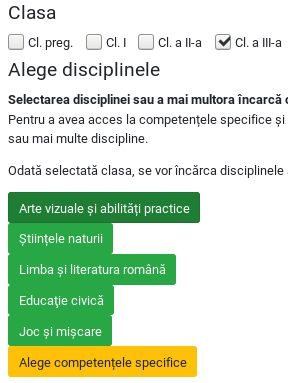 Clasa
Cl. preg. Cl. I Cl. a II-a Cl. a III-a
Alege disciplinele
Selectarea disciplinei sau a mai multora încarcă
Pentru a avea acces la competențele specifice și
sau mai multe discipline.
Odată selectată clasa, se vor încărca disciplinele
Arte vizuale și abilități practice
Științele naturii
Limba și literatura română
Educaţie civică
Joc și mișcare
Alege competențele specifice